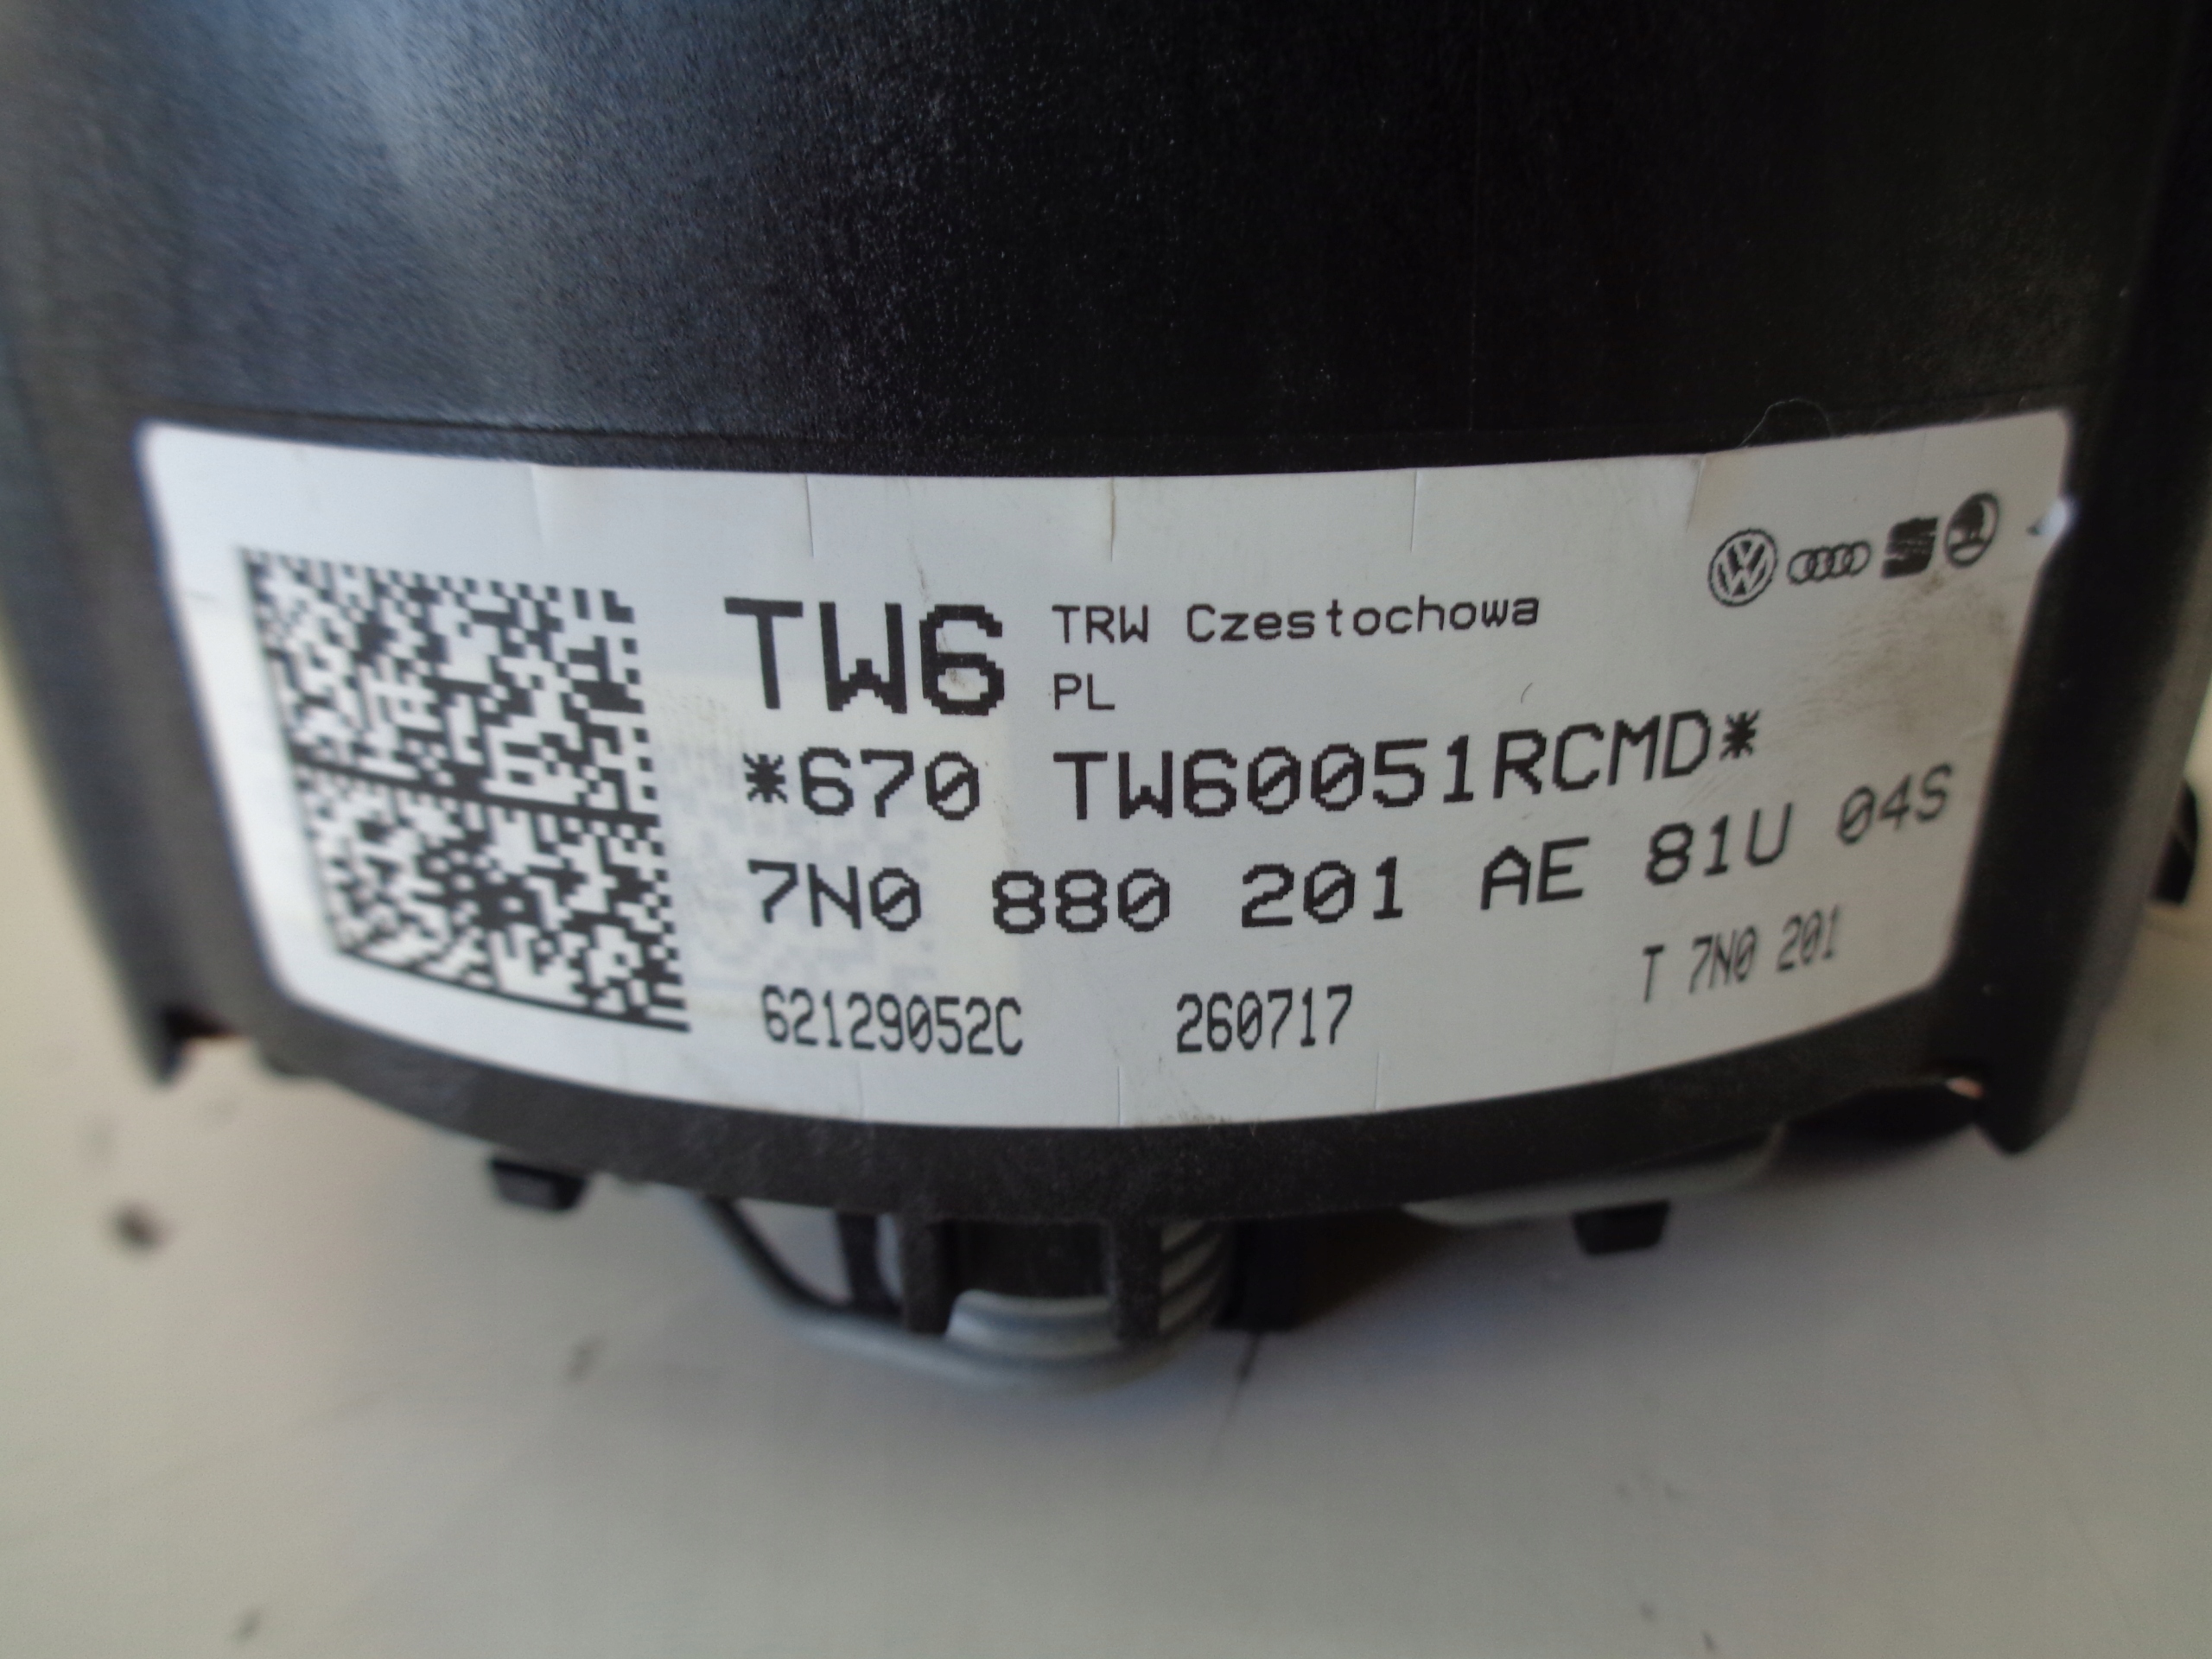 TW6 TRW Czestochowa
PL
*670 TW60051RCMD*
7N0 880 201 AE 81U 04S
62129052C 260717 T 7N0 201